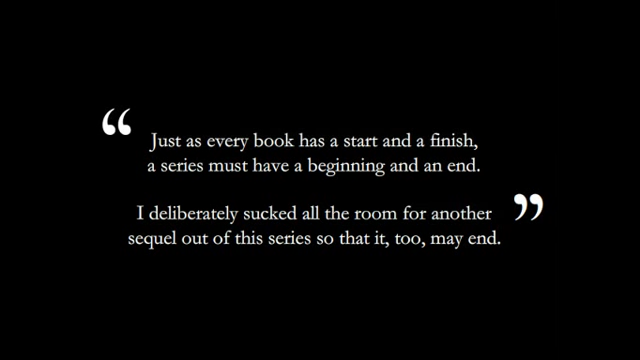 “ Just as every book has a start and a finish,
a series must have a beginning and an end.
I deliberately sucked all the room for another
sequel out of this series so that it, too, may end. ”